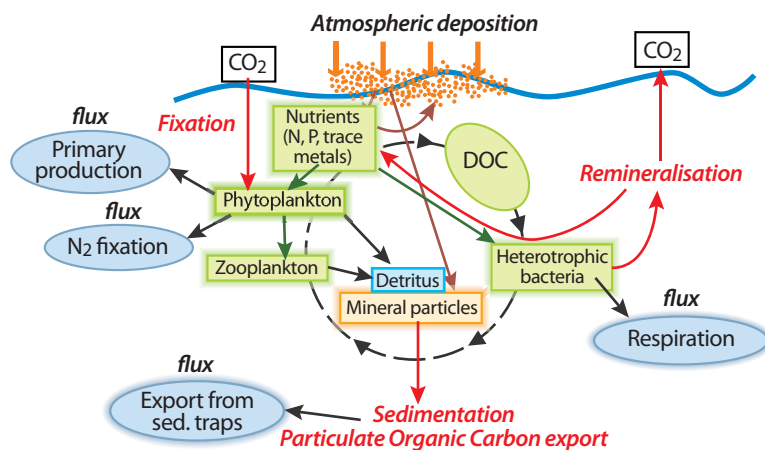 Atmospheric deposition
CO₂
CO₂
flux
Fixation
Nutrients
(N, P, trace
metals)
DOC
Primary
production
Remineralisation
Phytoplankton
flux
N₂ fixation
Zooplankton
Heterotrophic
bacteria
Detritus
Mineral particles
flux
Respiration
flux
Export from
sed. traps
Sedimentation
Particulate Organic Carbon export